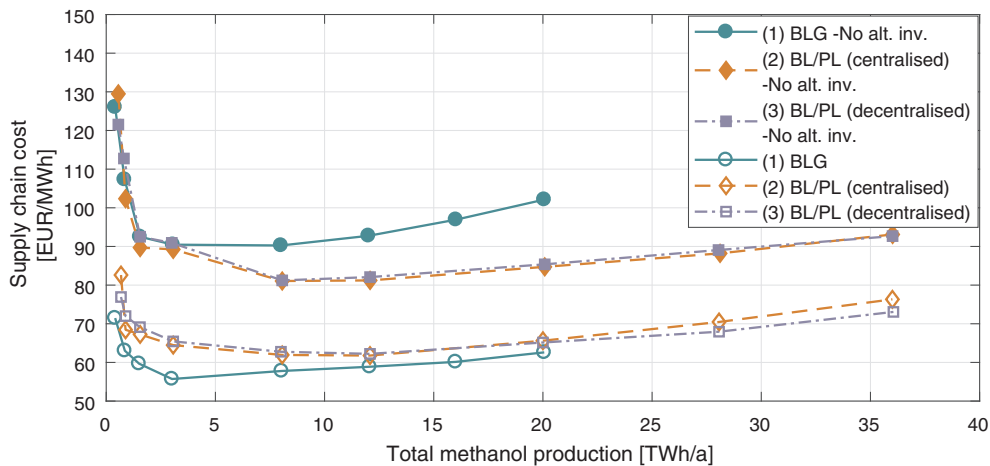 150
140
130
120
110
100
90
80
70
60
50
Supply chain cost
[EUR/MWh]
(1) BLG -No alt. inv.
(2) BL/PL (centralised)
-No alt. inv.
(3) BL/PL (decentralised)
-No alt. inv.
(1) BLG
(2) BL/PL (centralised)
(3) BL/PL (decentralised)
0 5 10 15 20 25 30 35 40
Total methanol production [TWh/a]